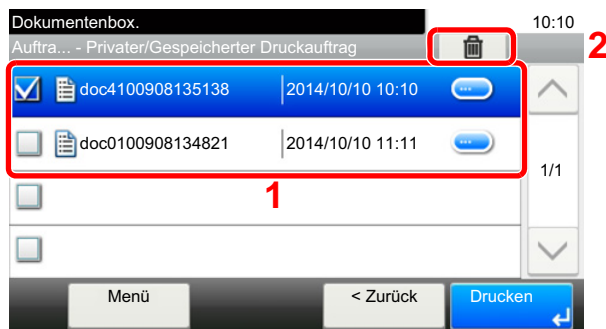 Dokumentenbox. 10:10
Auftra... - Privater/Gespeicherter Druckauftrag
2
doc4100908135138 2014/10/10 10:10
doc0100908134821 2014/10/10 11:11
1/1
1
Menü < Zurück Drucken